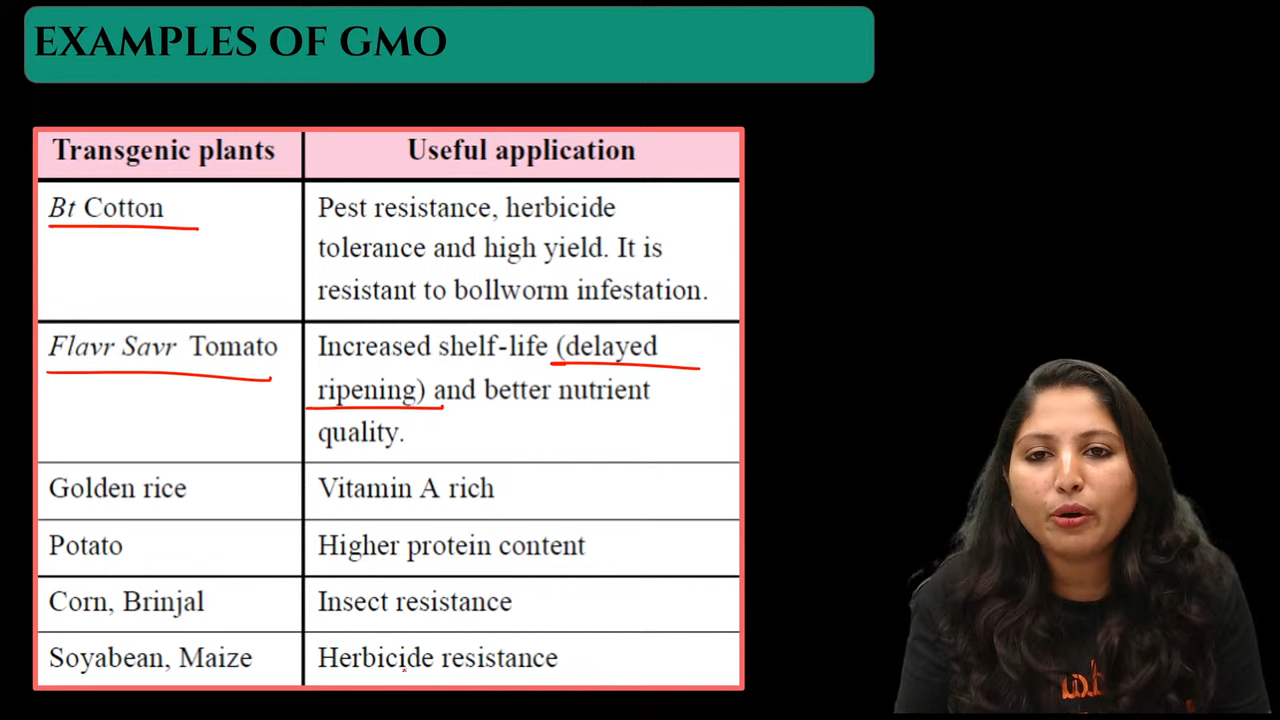 EXAMPLES OF GMO
Transgenic plants
Useful application
Bt Cotton
Pest resistance, herbicide
tolerance and high yield. It is
resistant to bollworm infestation.
Flavr Savr Tomato
Increased shelf-life (delayed
ripening) and better nutrient
quality.
Golden rice
Vitamin A rich
Potato
Higher protein content
Corn, Brinjal
Insect resistance
Soyabean, Maize
Herbicide resistance